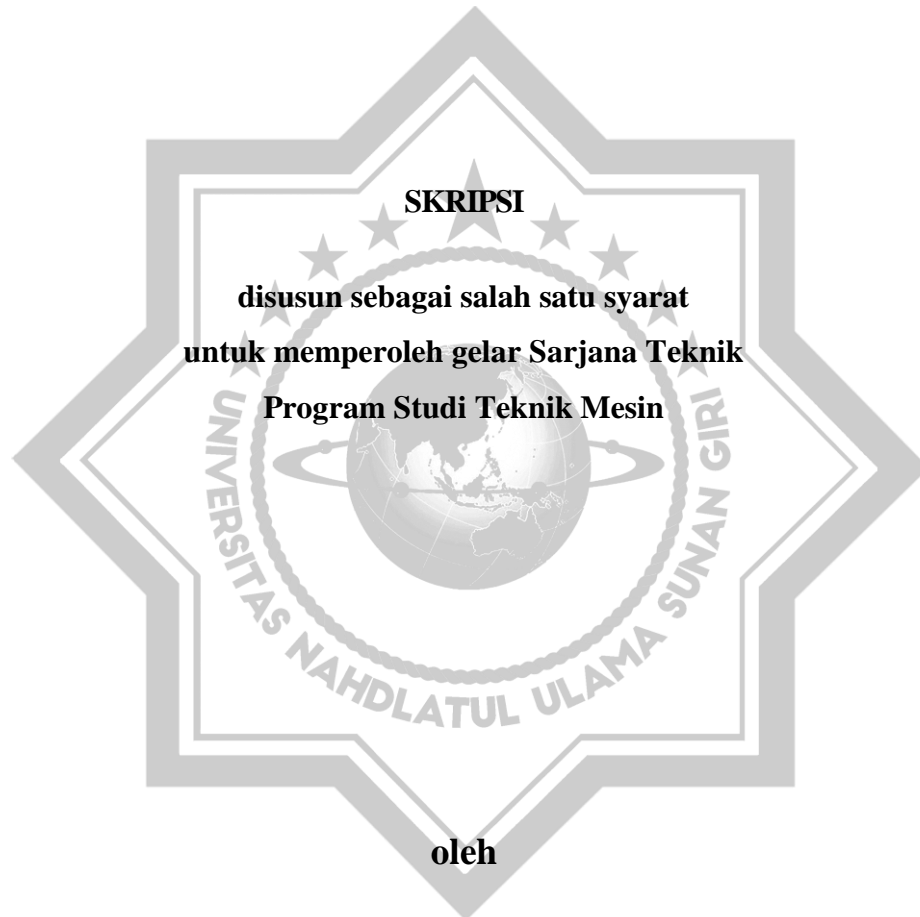 SKRIPSI
disusun sebagai salah satu syarat
untuk memperoleh gelar Sarjana Teknik
Program Studi Teknik Mesin
UNIVERSITAS NAHDLATUL ULAMA SUNAN GIRI
oleh